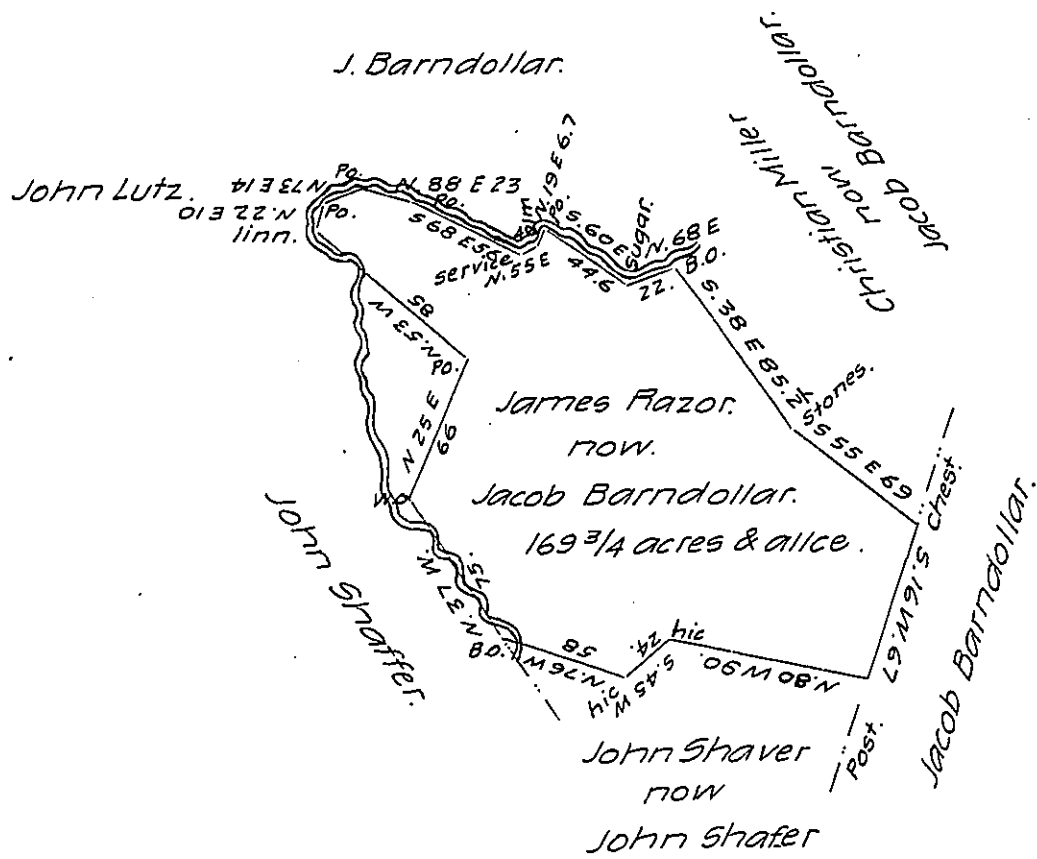 J. Barndollar.
Jacob Barndollar.
now
Christian Miller
John Lutz.
N 73 E 14
N. 22 E 10
linn.
Po.
Po.
N. 88 E 23
Po.
S 68 E 5
service
N. 55 E
N. 19 E 6.7
Po.
S. 60 E
44.6
Sugar.
N. 68 E
22.
B.O.
S. 38 E 85.2
Stones.
S 55 E 69
Chest.
S. 16 W. 67
Jacob Barndollar.
Post.
85
N. 53 W
Po.
N 25 E
66
W.O
James Razor.
now.
Jacob Barndollar.
169 3/4 acres & allce.
John Shaffer.
75.
N. 37 W.
B.O.
58
N. 76 W
hic
24.
S. 45 W
hic
N. 80 W 90.
John Shaver
now
John Shafer